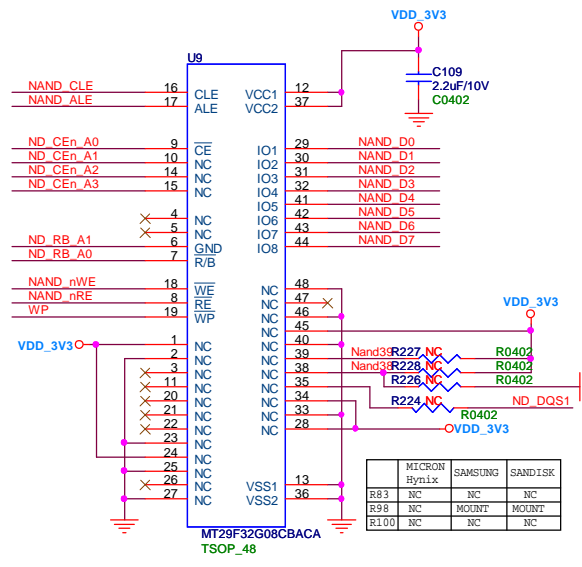 VDD_3V3
U9
C109
2.2uF/10V
C0402
NAND_CLE 16 CLE VCC1 12
NAND_ALE 17 ALE VCC2 37
ND_CEn_A0 9 CE IO1 29 NAND_D0
ND_CEn_A1 10 NC IO2 30 NAND_D1
ND_CEn_A2 14 NC IO3 31 NAND_D2
ND_CEn_A3 15 NC IO4 32 NAND_D3
IO5 41 NAND_D4
4 NC IO6 42 NAND_D5
5 NC IO7 43 NAND_D6
ND_RB_A1 6 GND IO8 44 NAND_D7
ND_RB_A0 7 R/B
NAND_nWE 18 WE NC 48
NAND_nRE 8 RE NC 47
WP 19 WP NC 46
VDD_3V3
NC 45
VDD_3V3 1 NC NC 40
2 NC NC 39 Nand39 R227 NC R0402
3 NC NC 38 Nand38 R228 NC R0402
11 NC NC 35 R226 NC R0402
20 NC NC 34 R224 NC ND_DQS1
21 NC NC 33 R0402
22 NC NC 28 VDD_3V3
23 NC
24 NC
25 NC
26 NC VSS1 13
27 NC VSS2 36
MICRON Hynix SAMSUNG SANDISK
R83 NC NC NC
R98 NC MOUNT MOUNT
R100 NC NC NC
MT29F32G08CBACA
TSOP_48